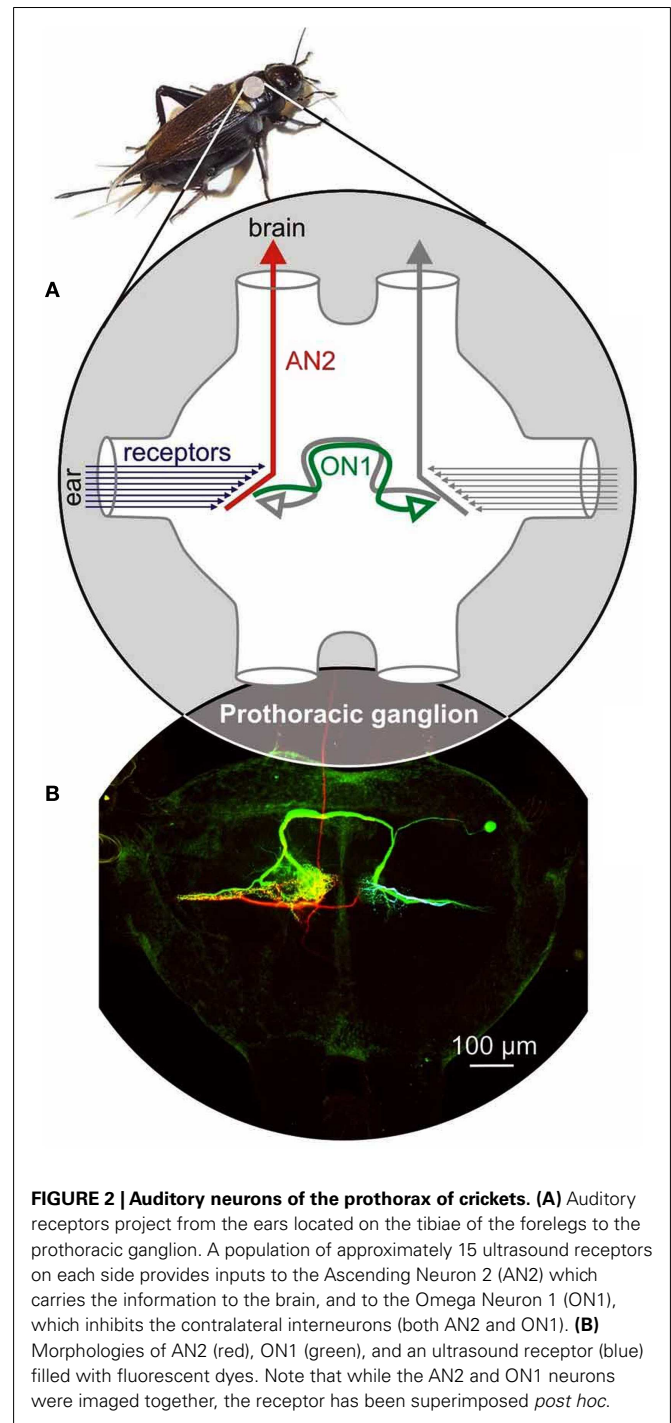 brain
A
AN2
receptors
ear
ON1
Prothoracic ganglion
B
100 µm
FIGURE 2 | Auditory neurons of the prothorax of crickets. (A) Auditory
receptors project from the ears located on the tibiae of the forelegs to the
prothoracic ganglion. A population of approximately 15 ultrasound receptors
on each side provides inputs to the Ascending Neuron 2 (AN2) which
carries the information to the brain, and to the Omega Neuron 1 (ON1),
which inhibits the contralateral interneurons (both AN2 and ON1). (B)
Morphologies of AN2 (red), ON1 (green), and an ultrasound receptor (blue)
filled with fluorescent dyes. Note that while the AN2 and ON1 neurons
were imaged together, the receptor has been superimposed post hoc.